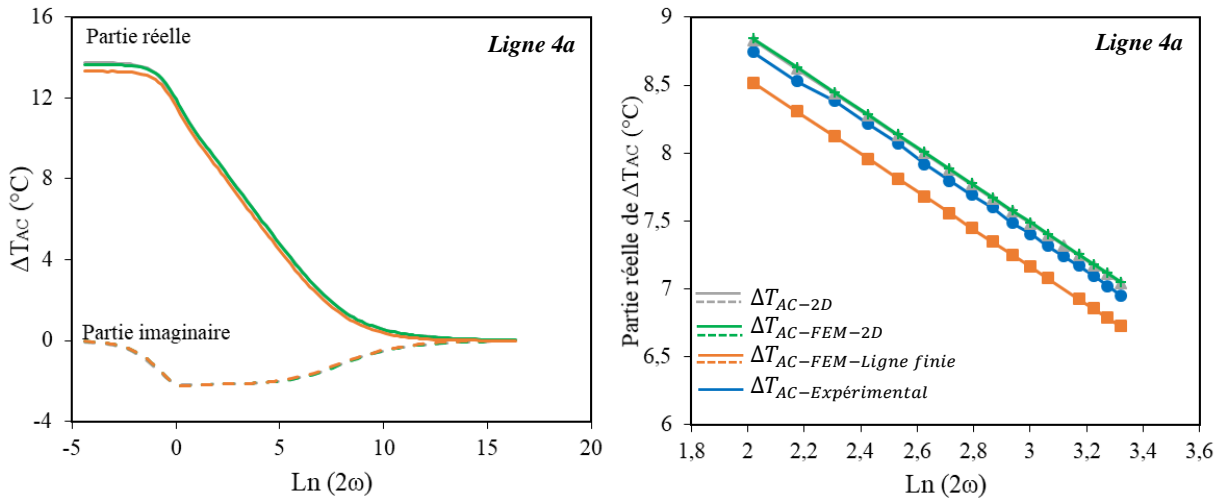 16
12
8
4
0
-4
ΔTAC (°C)
Partie réelle
Ligne 4a
Partie imaginaire
-5
0
5
10
15
20
Ln (2ω)
9
8,5
8
7,5
7
6,5
6
Partie réelle de ΔTAC (°C)
Ligne 4a
ΔTAC−2D
ΔTAC−FEM−2D
ΔTAC−FEM−Ligne finie
ΔTAC−Expérimental
1,8
2
2,2
2,4
2,6
2,8
3
3,2
3,4
3,6
Ln (2ω)